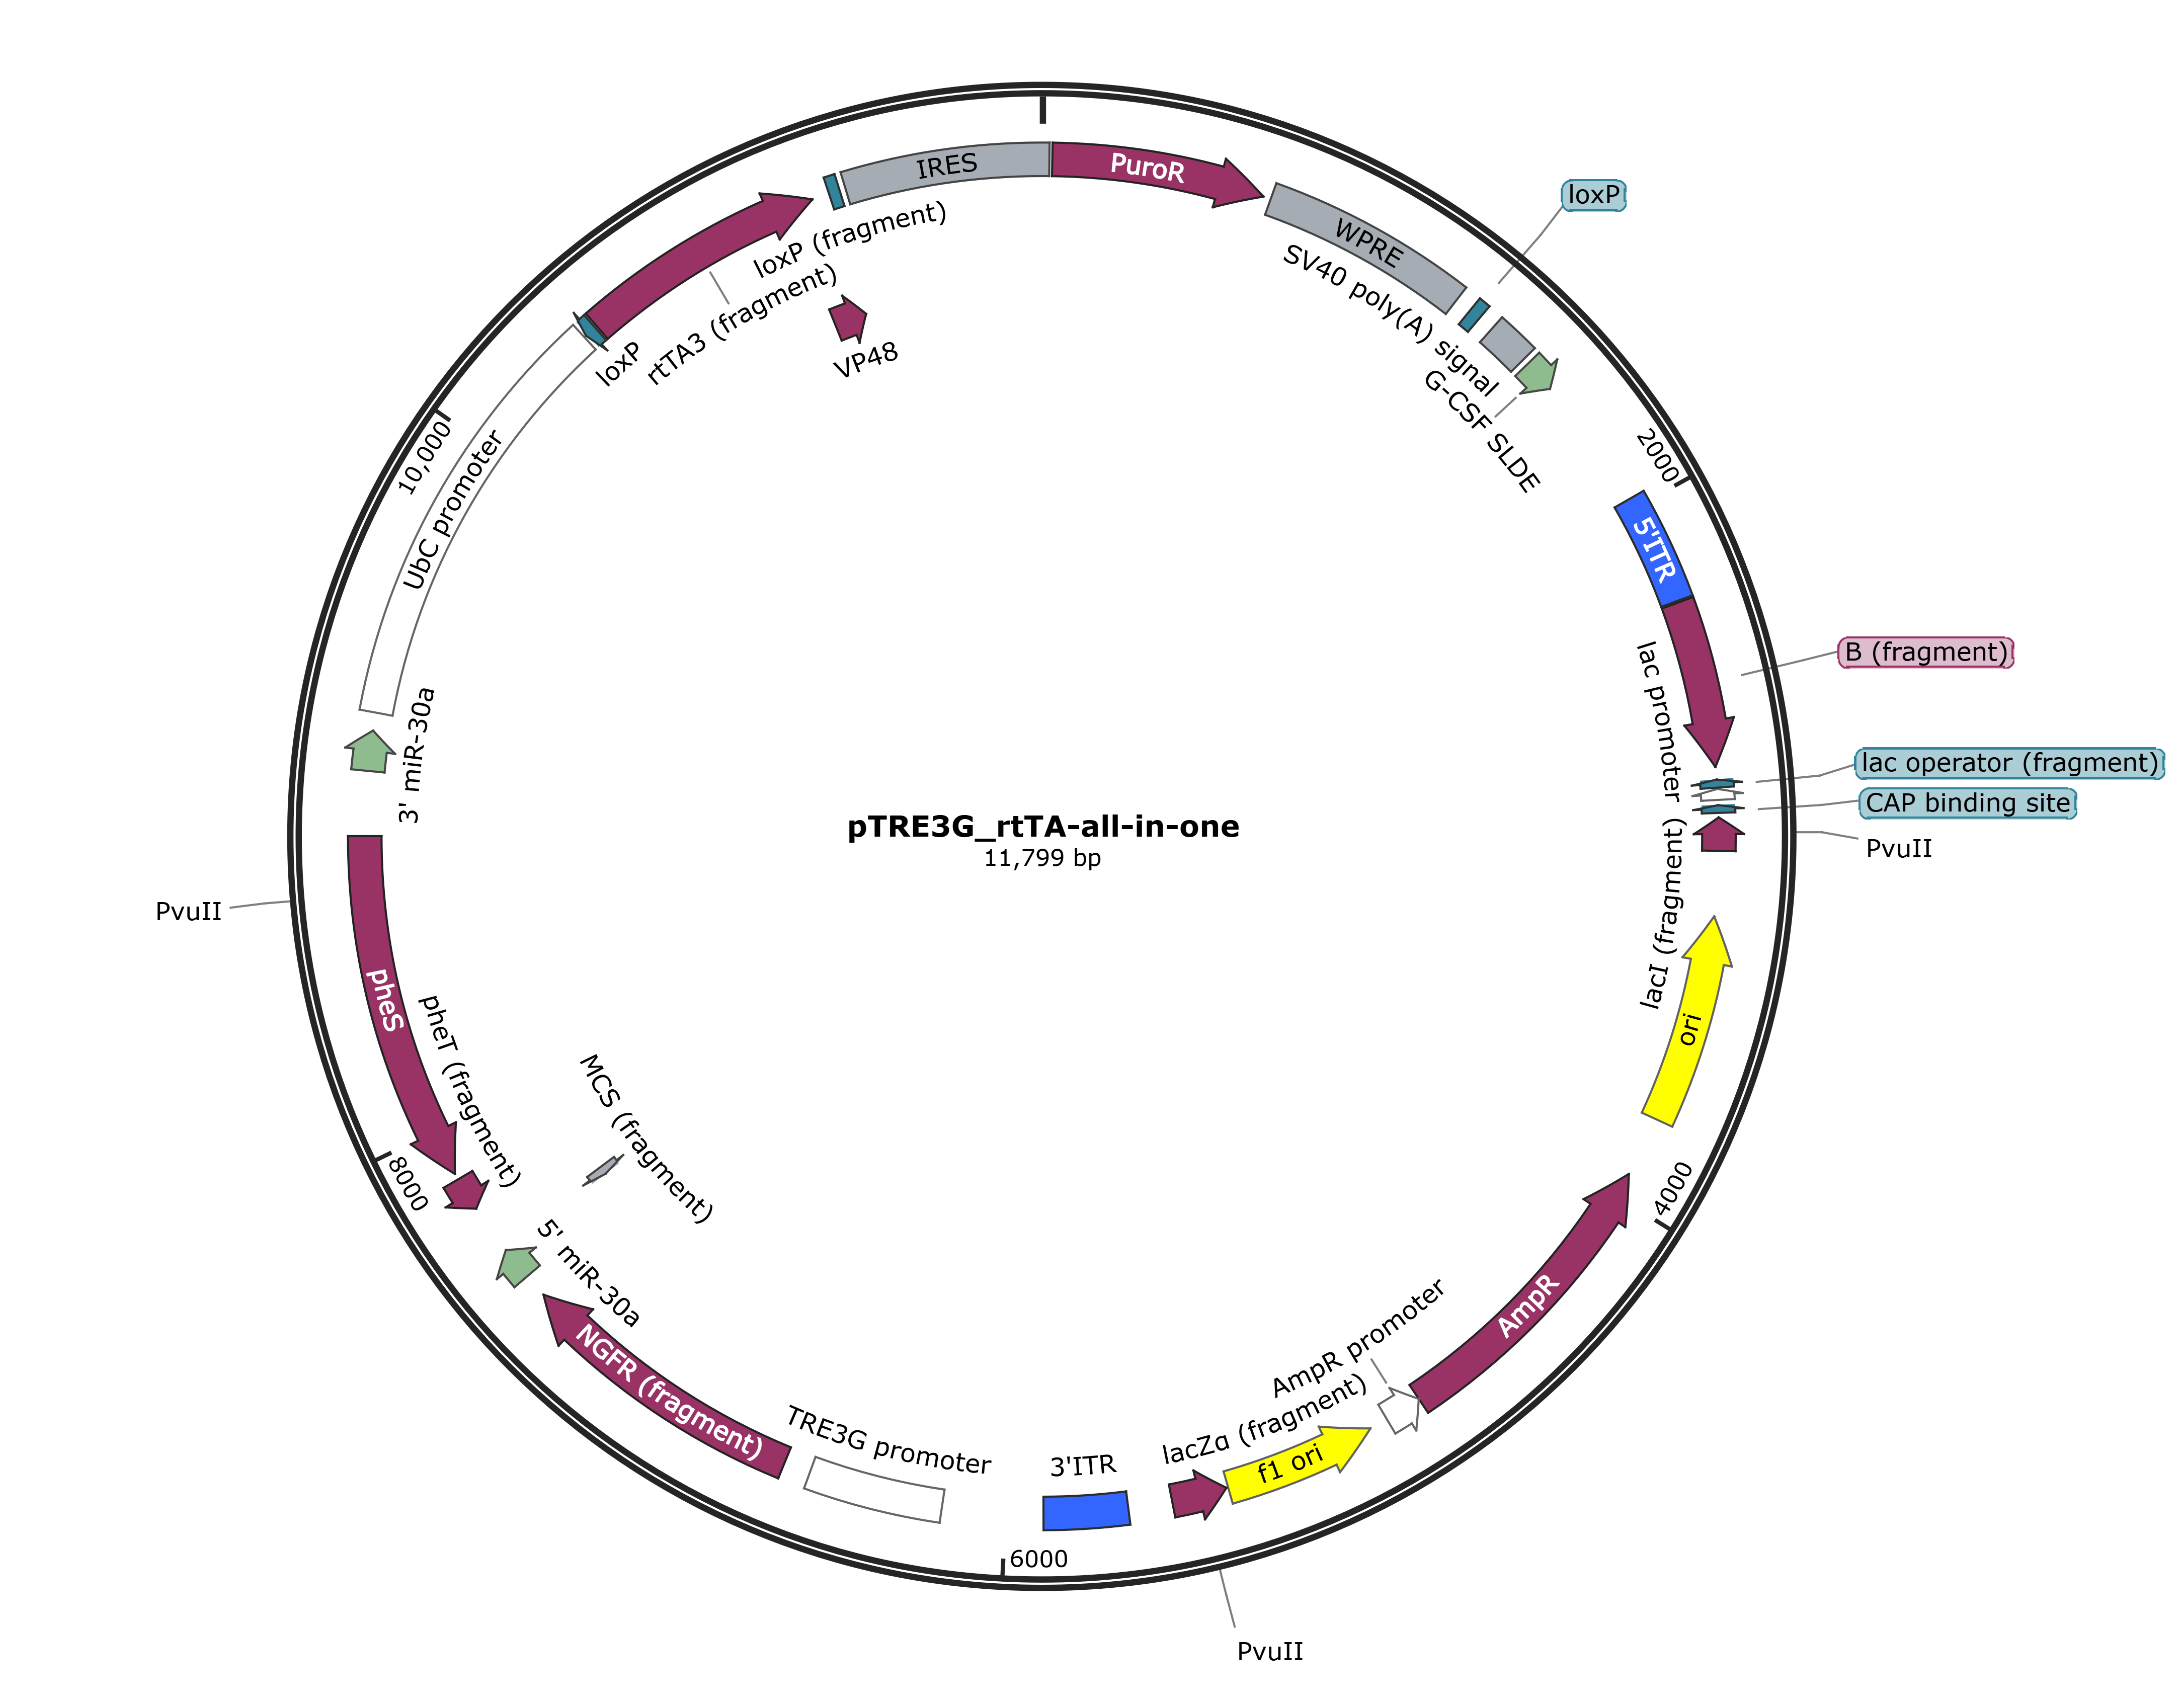 IRES
PuroR
WPRE
SV40 poly(A) signal
loxP
G-CSF SLDE
2000
5'ITR
B (fragment)
lac promoter
lac operator (fragment)
CAP binding site
PvuII
lacI (fragment)
ori
4000
AmpR
AmpR promoter
f1 ori
lacZα (fragment)
PvuII
3'ITR
6000
TRE3G promoter
NGFR (fragment)
5' miR-30a
MCS (fragment)
8000
pheT (fragment)
pheS
PvuII
3' miR-30a
UbC promoter
10,000
loxP
rtTA3 (fragment)
VP48
loxP (fragment)
pTRE3G_rtTA-all-in-one
11,799 bp